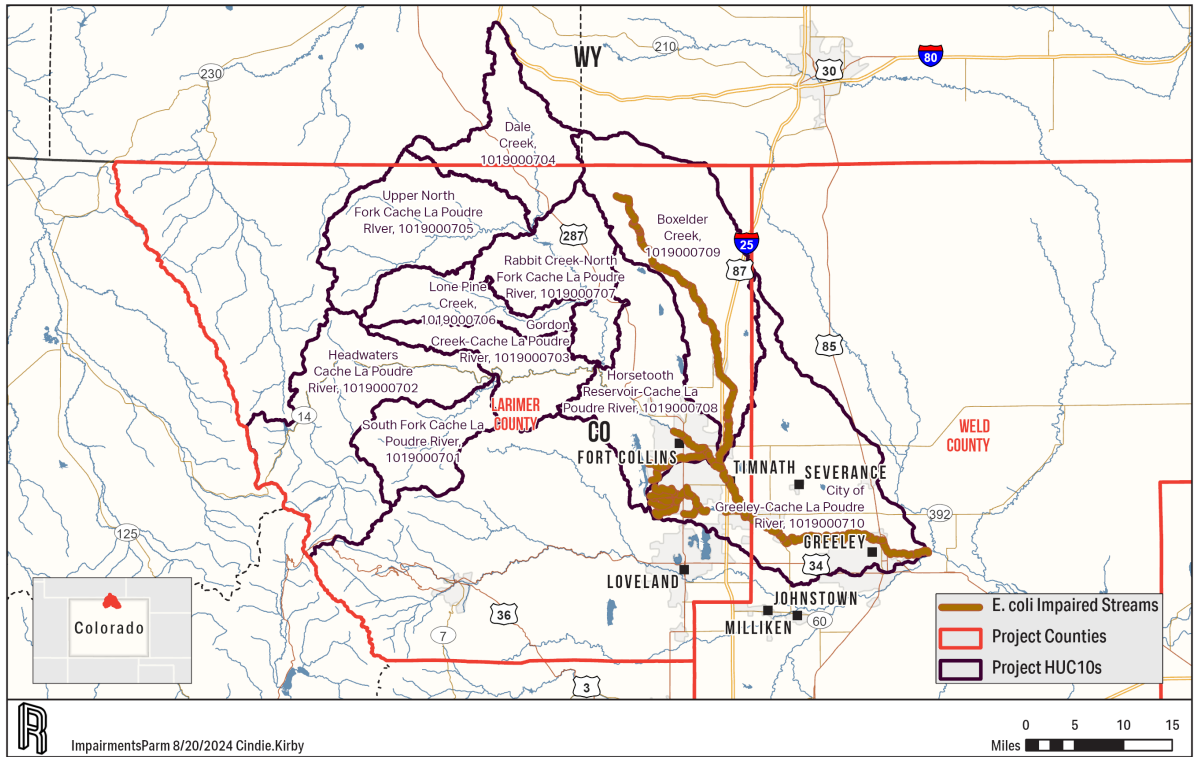 WY
210
80
30
230
Dale
Creek,
1019000704
Upper North
Fork Cache La Poudre
RIver, 1019000705
287
Boxelder
Creek,
1019000709
25
87
Rabbit Creek-North
Fork Cache La Poudre
River, 1019000707
Lone Pine
Creek,
1019000706
Gordon
Creek-Cache La Poudre
River, 1019000703
85
Headwaters
Cache La Poudre
River, 1019000702
Horsetooth
Reservoir-Cache La
Poudre River, 1019000708
14
LARIMER
COUNTY
CO
WELD
COUNTY
South Fork Cache La
Poudre River,
1019000701
FORT COLLINS
TIMNATH
SEVERANCE
City of
Greeley-Cache La Poudre
River, 1019000710
392
125
GREELEY
34
LOVELAND
JOHNSTOWN
MILLIKEN
60
36
7
3
Colorado
E. coli Impaired Streams
Project Counties
Project HUC10s
R
ImpairmentsParm 8/20/2024 Cindie.Kirby
0 5 10 15
Miles